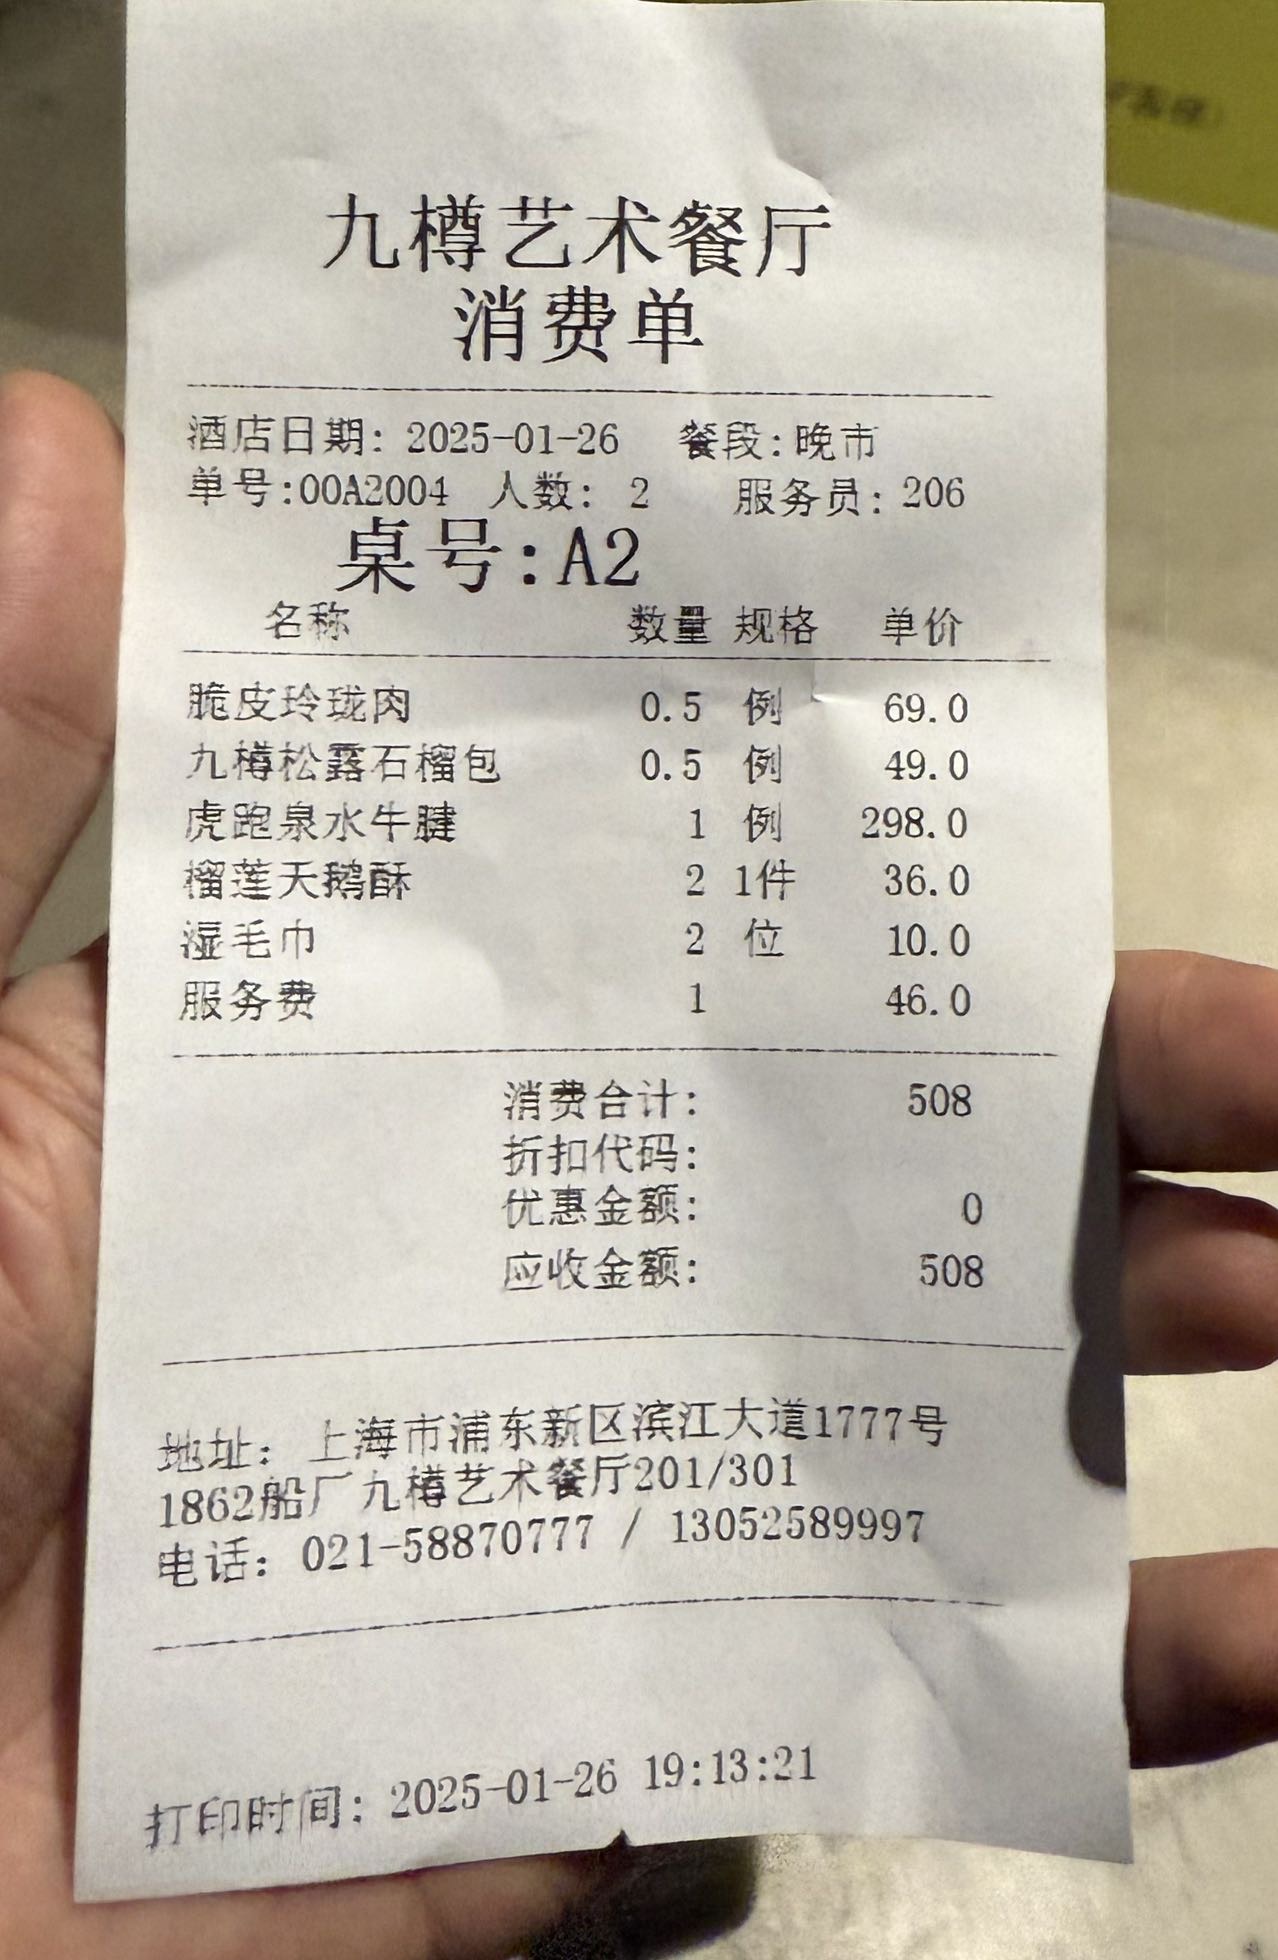 九樽艺术餐厅
消费单
酒店日期: 2025-01-26 餐段:晚市
单号:00A2004 人数: 2 服务员: 206
桌号:A2
名称 数量 规格 单价
脆皮玲珑肉 0.5 例 69.0
九樽松露石榴包 0.5 例 49.0
虎跑泉水牛腱 1 例 298.0
榴莲天鹅酥 2 1件 36.0
湿毛巾 2 位 10.0
服务费 1 46.0
消费合计: 508
折扣代码:
优惠金额: 0
应收金额: 508
地址: 上海市浦东新区滨江大道1777号
1862船厂九樽艺术餐厅201/301
电话: 021-58870777 / 13052589997
打印时间: 2025-01-26 19:13:21